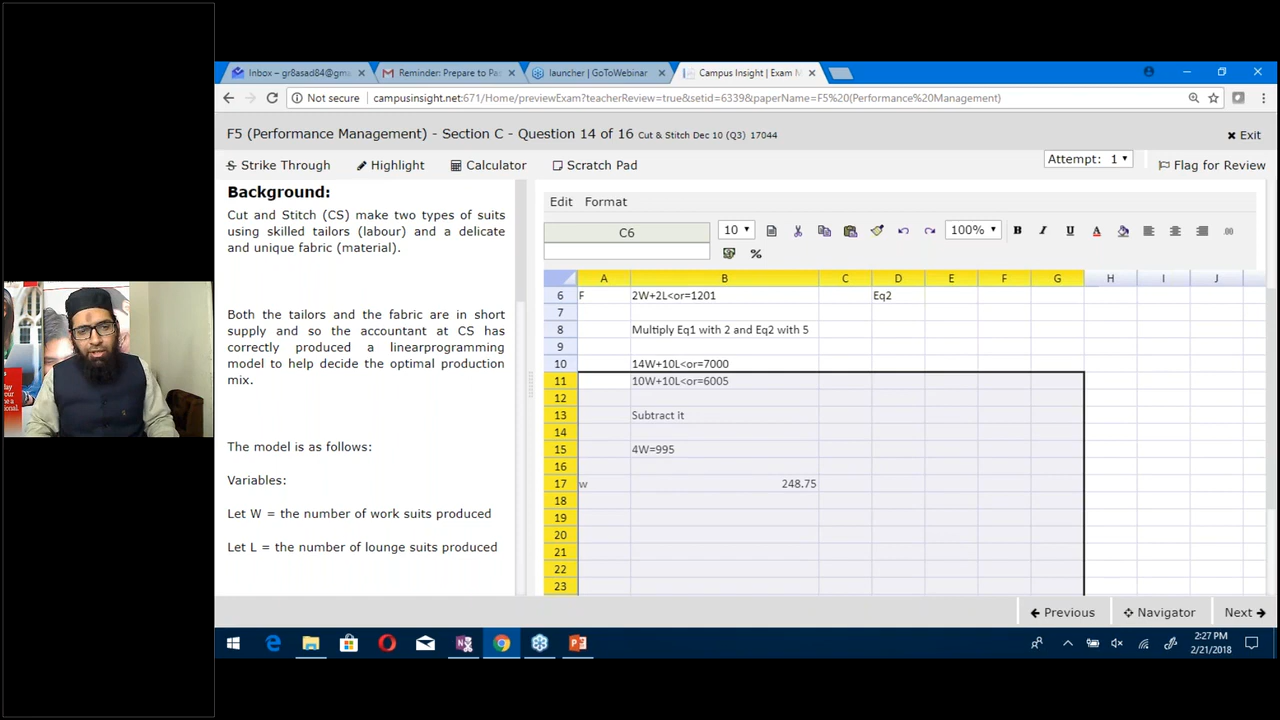 Inbox – gr8asad84@gm
Reminder: Prepare to Pa
launcher | GoToWebinar
Campus Insight | Exam M
Not secure
campusinsight.net:671/Home/previewExam?teacherReview=true&setid=6339&paperName=F5%20(Performance%20Management)
F5 (Performance Management) - Section C - Question 14 of 16 Cut & Stitch Dec 10 (Q3) 17044
Exit
Strike Through
Highlight
Calculator
Scratch Pad
Attempt: 1
Flag for Review
Background:
Cut and Stitch (CS) make two types of suits
using skilled tailors (labour) and a delicate
and unique fabric (material).
Both the tailors and the fabric are in short
supply and so the accountant at CS has
correctly produced a linearprogramming
model to help decide the optimal production
mix.
The model is as follows:
Variables:
Let W = the number of work suits produced
Let L = the number of lounge suits produced
Edit Format
C6
10
100%
B I U A .00
%
A B C D E F G H I J
6 F 2W+2L<or=1201 Eq2
7
8 Multiply Eq1 with 2 and Eq2 with 5
9
10 14W+10L<or=7000
11 10W+10L<or=6005
12
13 Subtract it
14
15 4W=995
16
17 w 248.75
18
19
20
21
22
23
Previous
Navigator
Next
2:27 PM
2/21/2018